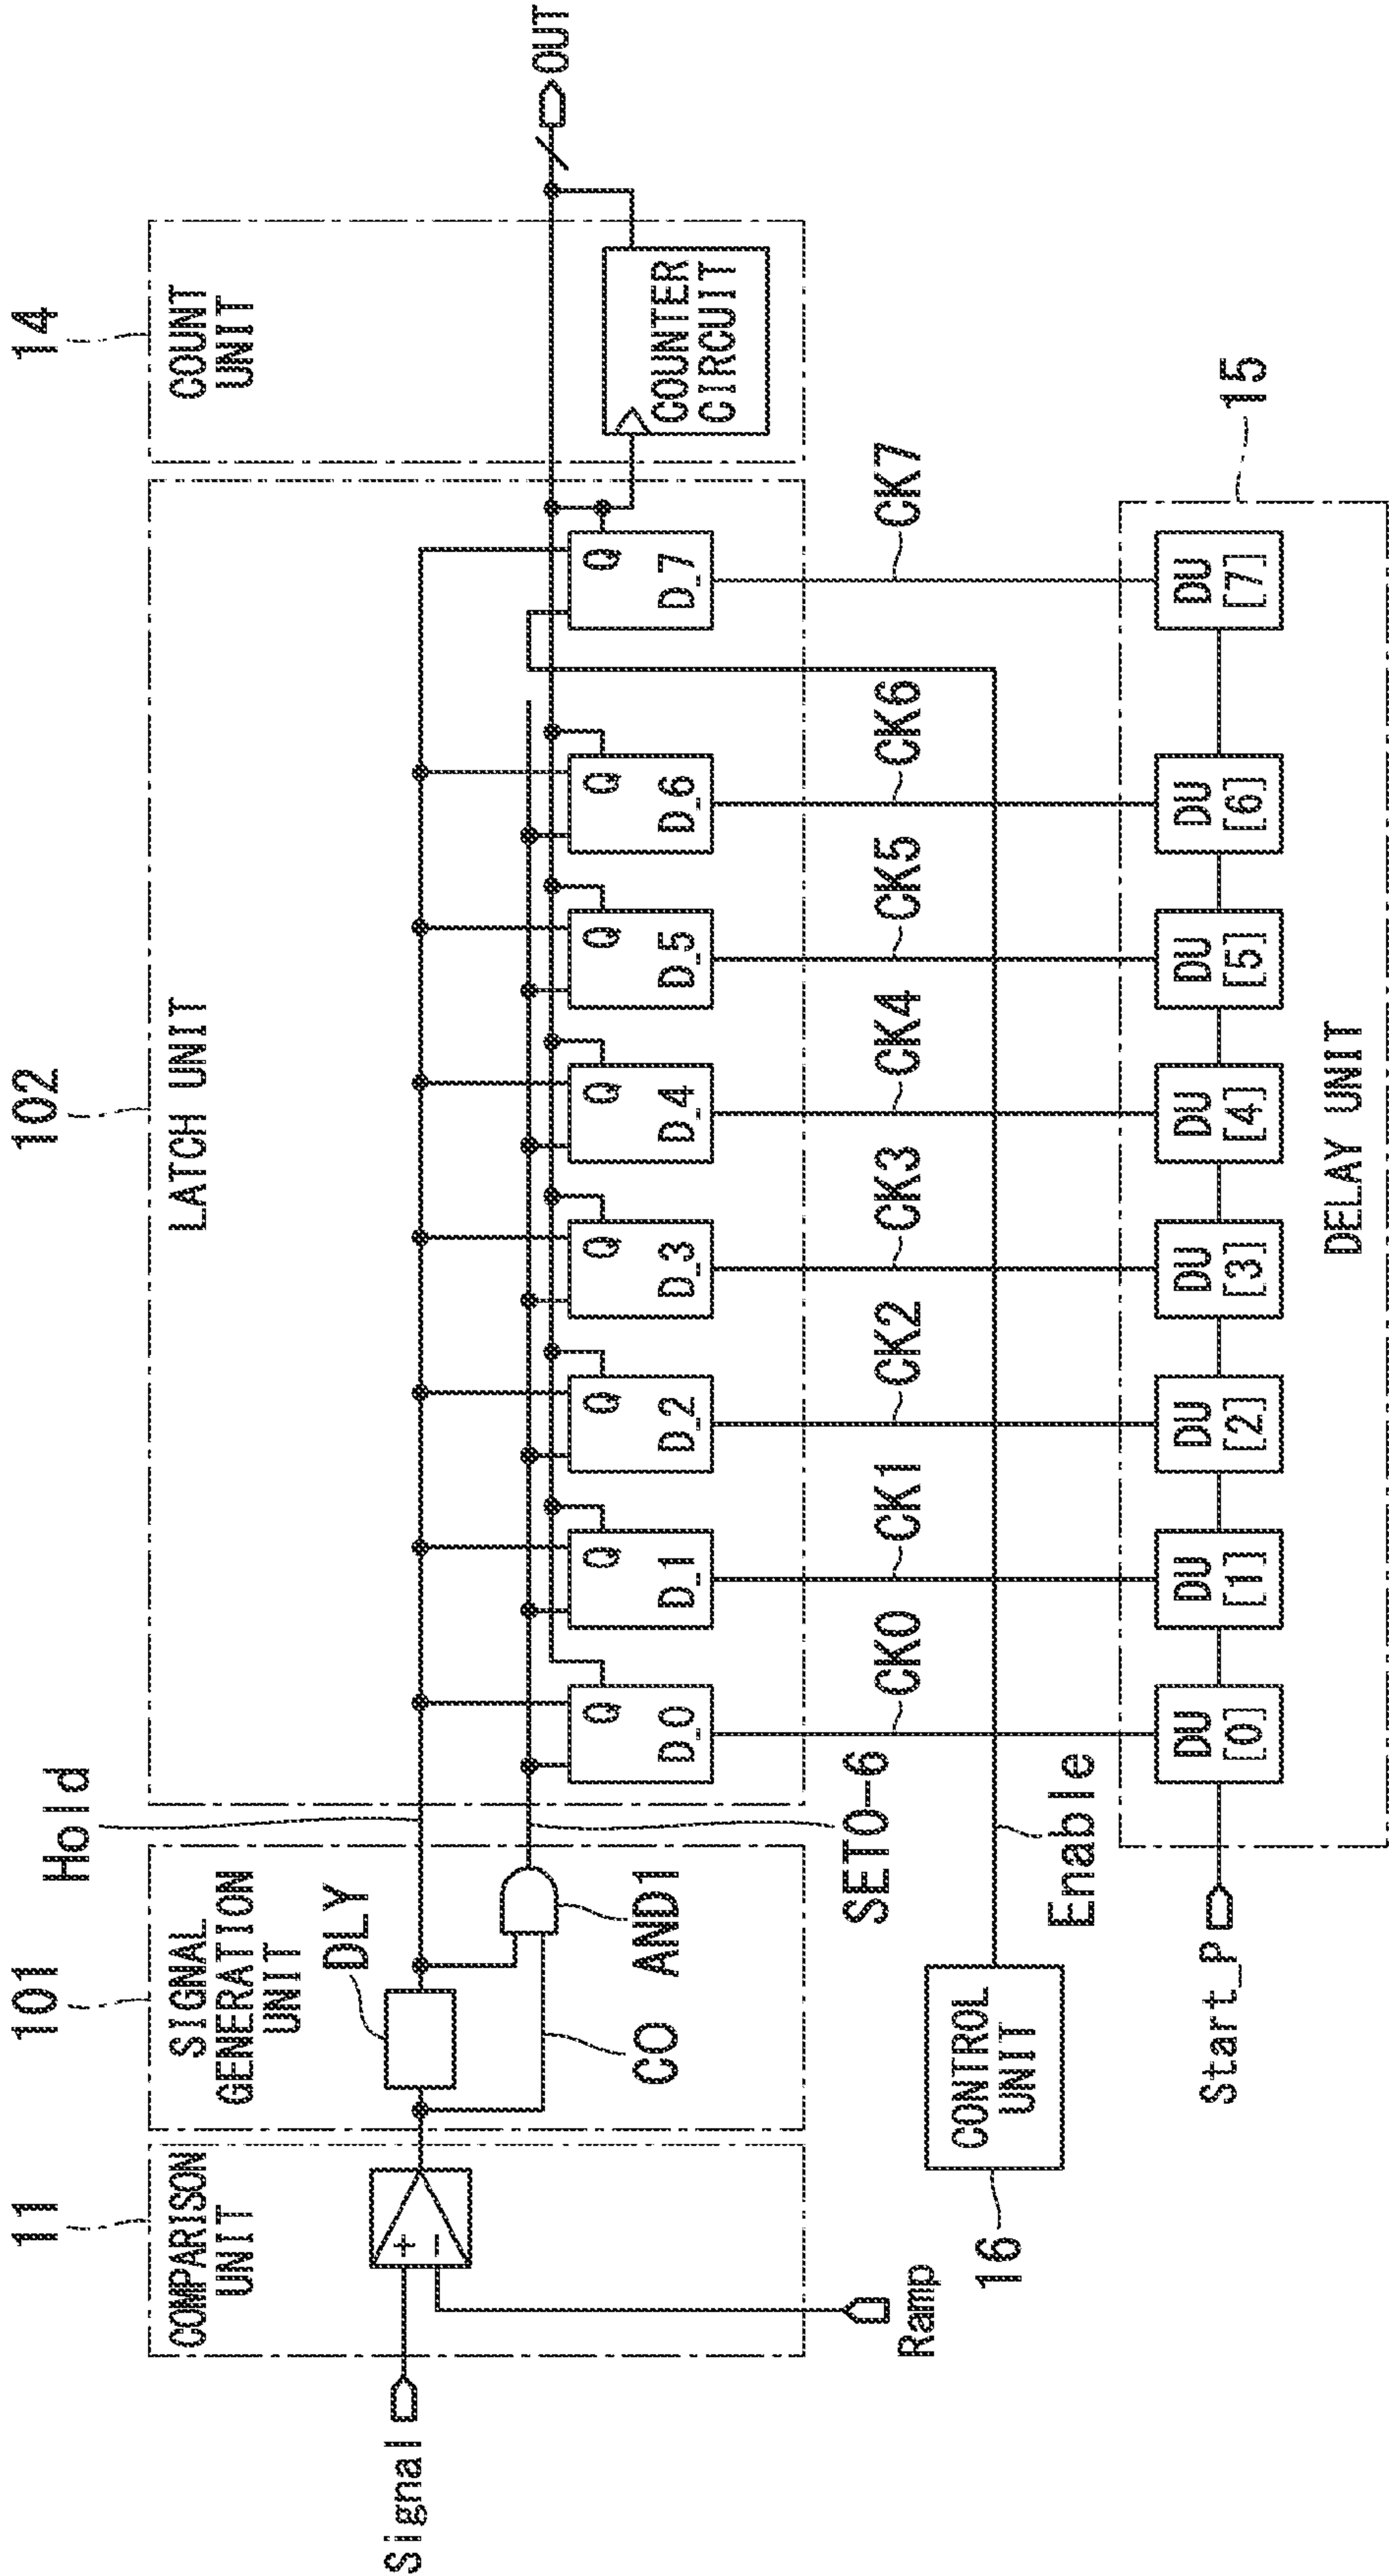 11
101
102
14
Hold
COMPARISON
UNIT
SIGNAL
GENERATION
UNIT
LATCH UNIT
COUNT
UNIT
DLY
Signal
+
−
OUT
AND1
CO
Q
D_0
Q
D_1
Q
D_2
Q
D_3
Q
D_4
Q
D_5
Q
D_6
Q
D_7
COUNTER
CIRCUIT
Ramp
SET0-6
CK0
CK1
CK2
CK3
CK4
CK5
CK6
CK7
CONTROL
UNIT
16
Enable
15
Start_P
DU
[0]
DU
[1]
DU
[2]
DU
[3]
DU
[4]
DU
[5]
DU
[6]
DU
[7]
DELAY UNIT